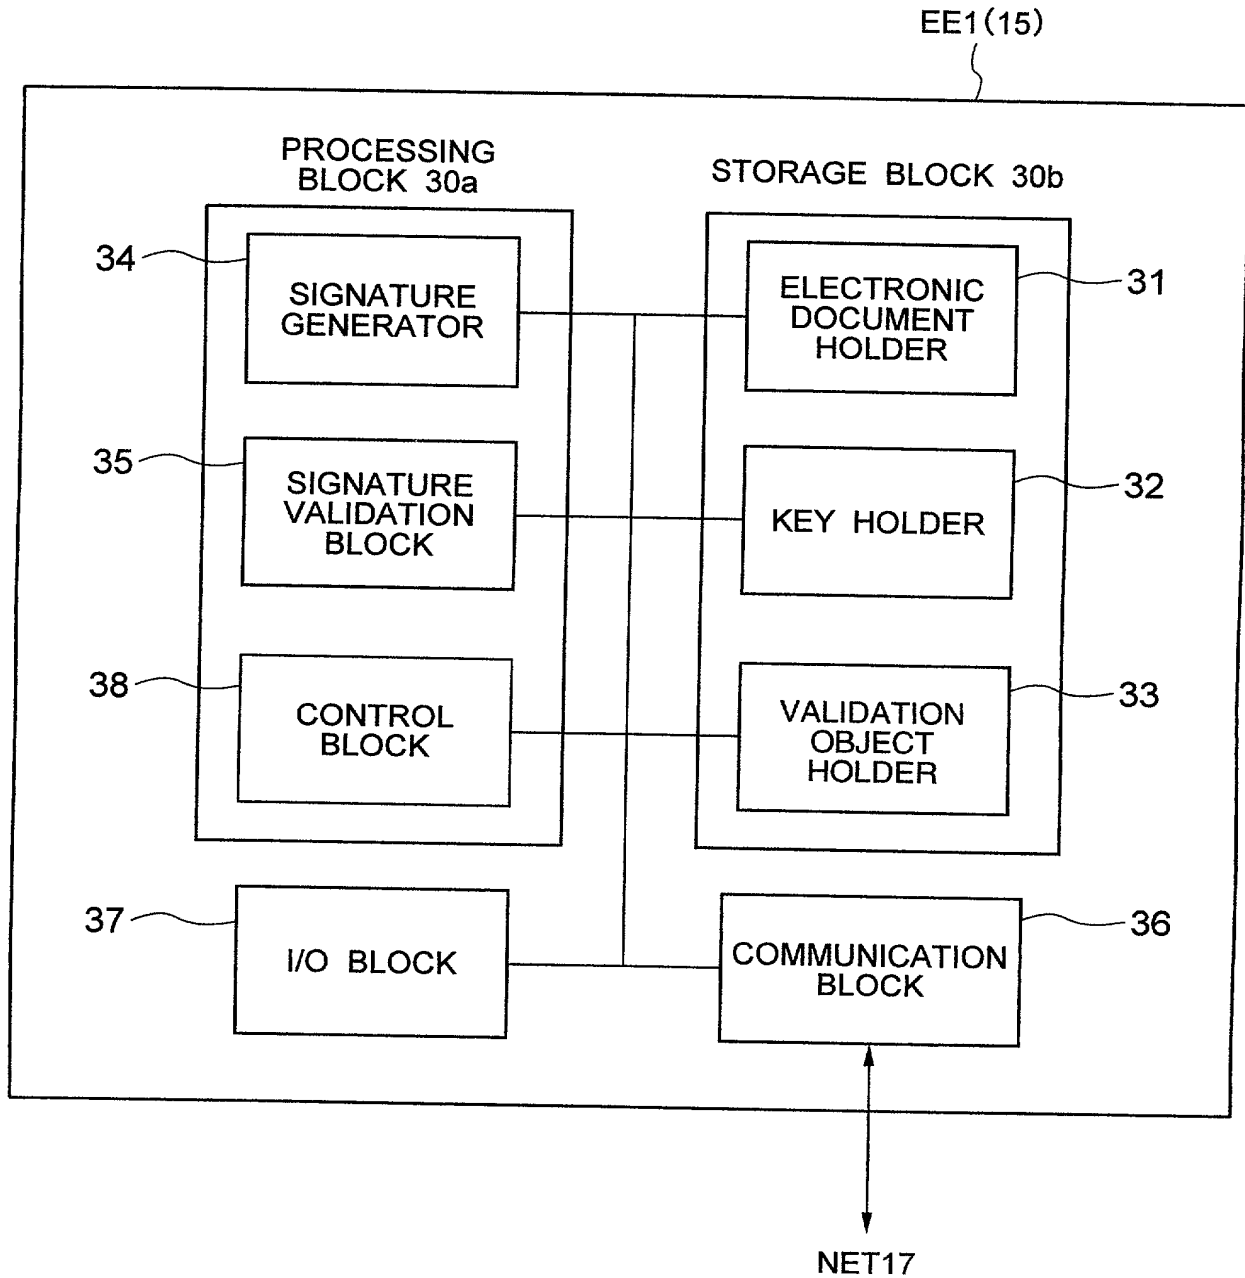 EE1(15)
PROCESSING
BLOCK 30a
STORAGE BLOCK 30b
34
SIGNATURE
GENERATOR
ELECTRONIC
DOCUMENT
HOLDER
31
35
SIGNATURE
VALIDATION
BLOCK
KEY HOLDER
32
38
CONTROL
BLOCK
VALIDATION
OBJECT
HOLDER
33
37
I/O BLOCK
COMMUNICATION
BLOCK
36
NET17